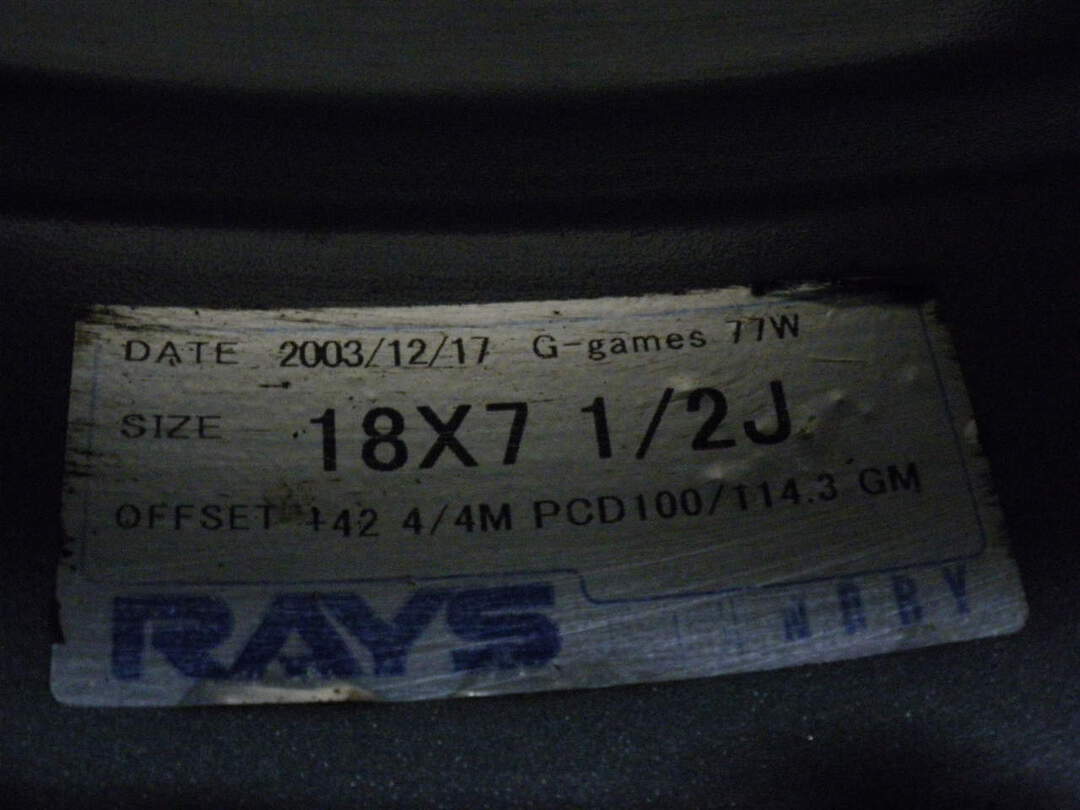 DATE 2003/12/17 G-games 77W
SIZE 18X7 1/2J
OFFSET +42 4/4M PCD100/114.3 GM
RAYS